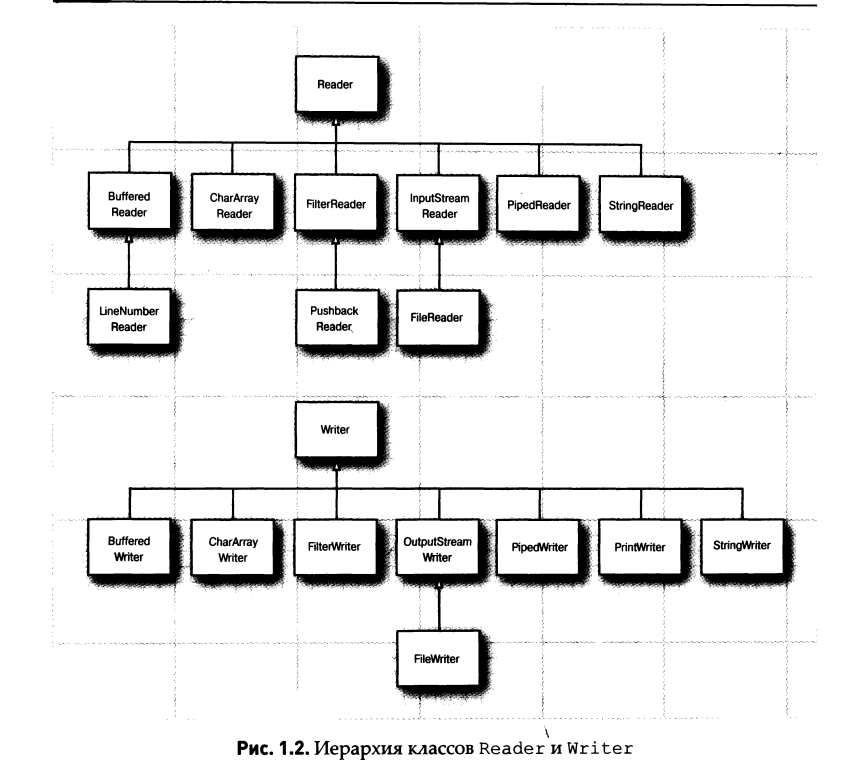 Reader
Buffered
Reader
CharArray
Reader
FilterReader
InputStream
Reader
PipedReader
StringReader
LineNumber
Reader
Pushback
Reader
FileReader
Writer
Buffered
Writer
CharArray
Writer
FilterWriter
OutputStream
Writer
PipedWriter
PrintWriter
StringWriter
FileWriter
Рис. 1.2. Иерархия классов Reader и Writer